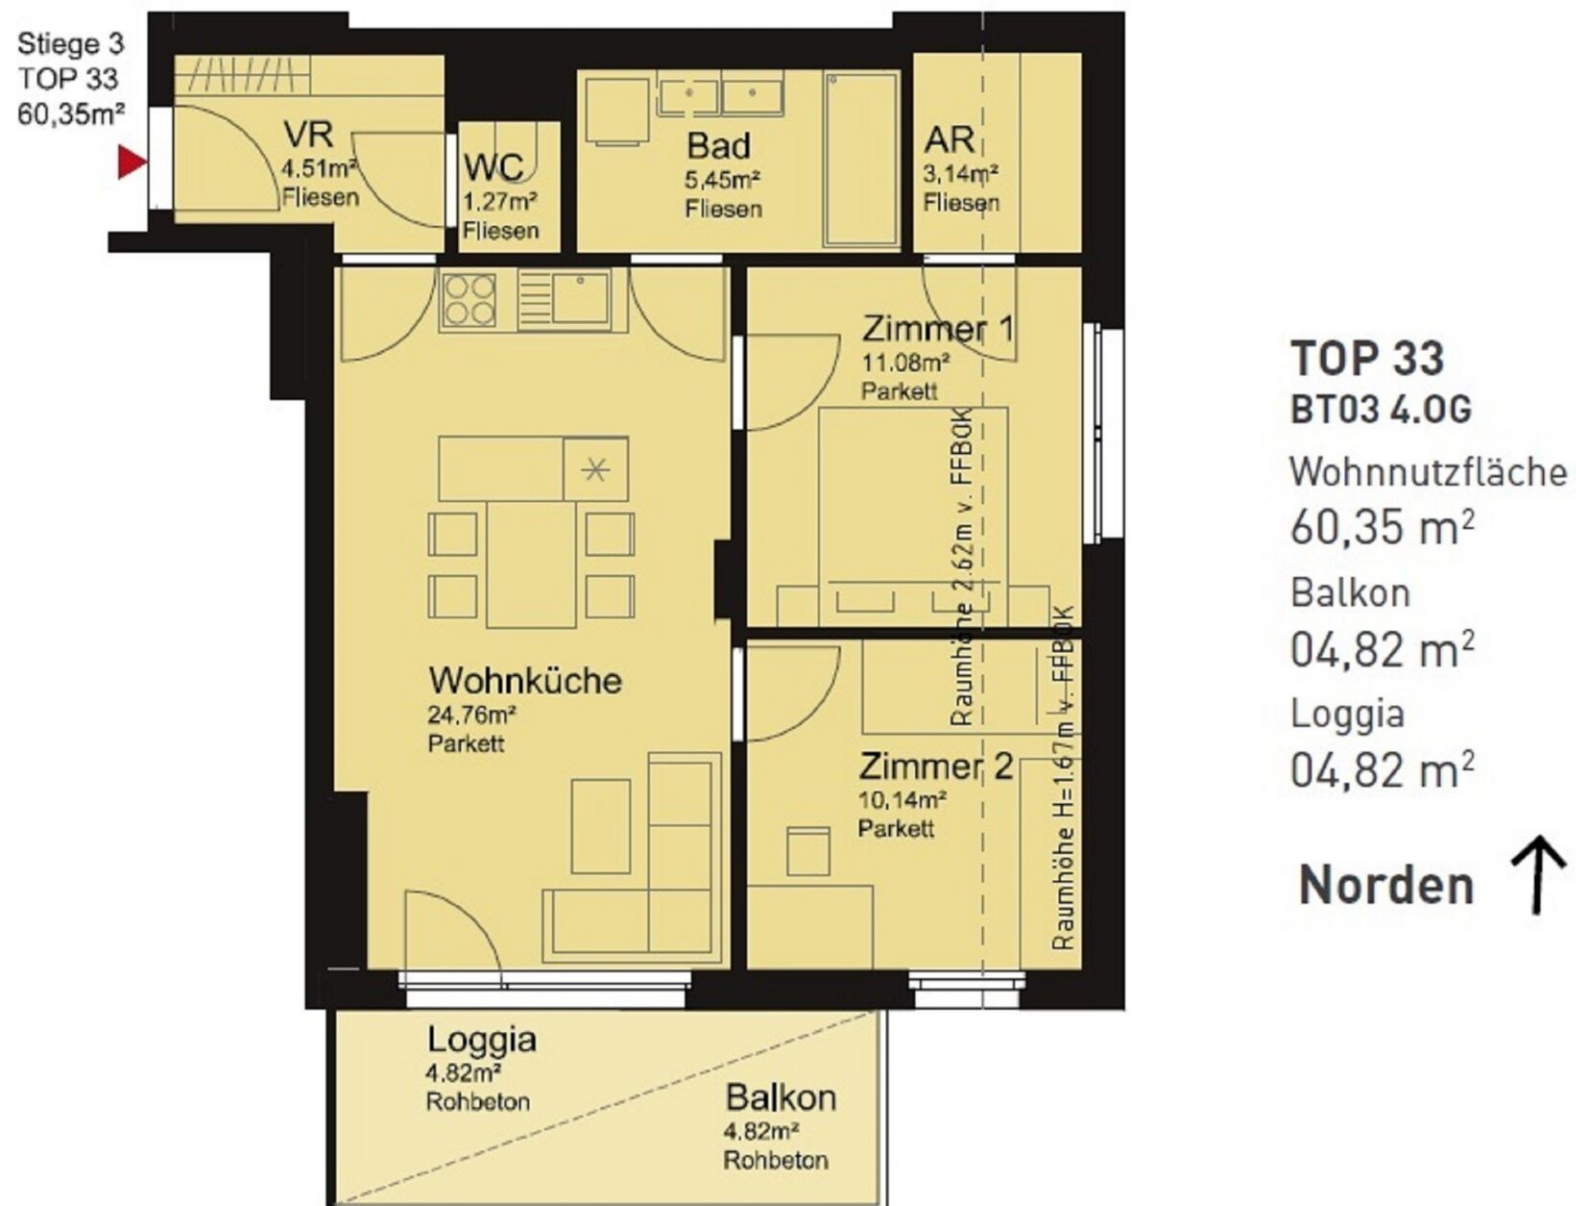 Stiege 3
TOP 33
60,35m²
VR
4.51m²
Fliesen
WC
1.27m²
Fliesen
Bad
5,45m²
Fliesen
AR
3,14m²
Fliesen
Zimmer 1
11.08m²
Parkett
Raumhöhe 2.62m v. FFBOK
Wohnküche
24.76m²
Parkett
Zimmer 2
10,14m²
Parkett
Raumhöhe H=1.67m v. FFBOK
Loggia
4.82m²
Rohbeton
Balkon
4.82m²
Rohbeton
TOP 33
BT03 4.OG
Wohnnutzfläche
60,35 m²
Balkon
04,82 m²
Loggia
04,82 m²
Norden